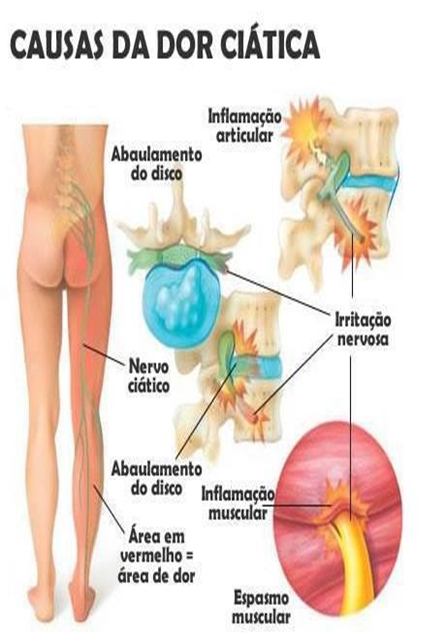 CAUSAS DA DOR CIÁTICA
Inflamação
articular
Abaulamento
do disco
Irritação
nervosa
Nervo
ciático
Abaulamento
do disco
Inflamação
muscular
Área em
vermelho =
área de dor
Espasmo
muscular